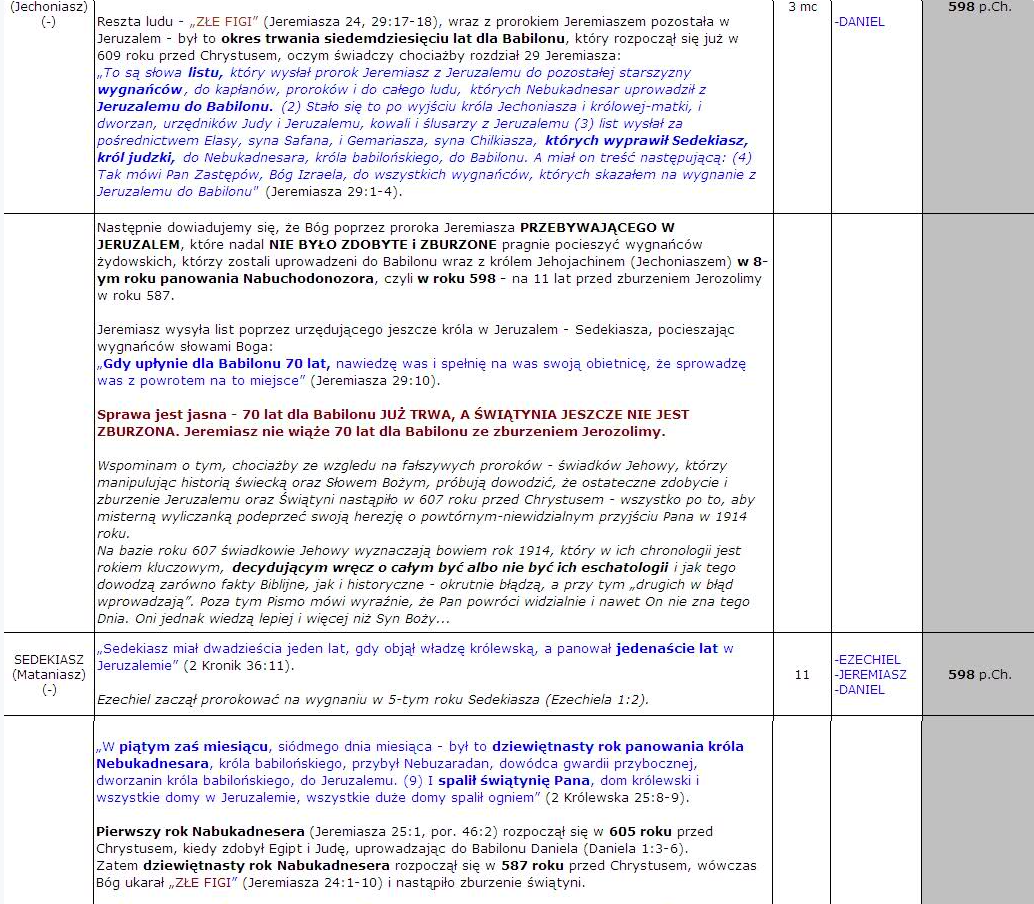 (Jechoniasz)
(-)
Reszta ludu - „ZŁE FIGI” (Jeremiasza 24, 29:17-18), wraz z prorokiem Jeremiaszem pozostała w
Jeruzalem - był to okres trwania siedemdziesięciu lat dla Babilonu, który rozpoczął się już w
609 roku przed Chrystusem, oczym świadczy chociażby rozdział 29 Jeremiasza:
„To są słowa listu, który wysłał prorok Jeremiasz z Jeruzalemu do pozostałej starszyzny
wygnańców, do kapłanów, proroków i do całego ludu, których Nebukadnesar uprowadził z
Jeruzalemu do Babilonu. (2) Stało się to po wyjściu króla Jechoniasza i królowej-matki, i
dworzan, urzędników Judy i Jeruzalemu, kowali i ślusarzy z Jeruzalemu (3) list wysłał za
pośrednictwem Elasy, syna Safana, i Gemariasza, syna Chilkiasza, których wyprawił Sedekiasz,
król judzki, do Nebukadnesara, króla babilońskiego, do Babilonu. A miał on treść następującą: (4)
Tak mówi Pan Zastępów, Bóg Izraela, do wszystkich wygnańców, których skazałem na wygnanie z
Jeruzalemu do Babilonu" (Jeremiasza 29:1-4).
3 mc
-DANIEL
598 p.Ch.
Następnie dowiadujemy się, że Bóg poprzez proroka Jeremiasza PRZEBYWAJĄCEGO W
JERUZALEM, które nadal NIE BYŁO ZDOBYTE i ZBURZONE pragnie pocieszyć wygnańców
żydowskich, którzy zostali uprowadzeni do Babilonu wraz z królem Jehojachinem (Jechoniaszem) w 8-
ym roku panowania Nabuchodonozora, czyli w roku 598 - na 11 lat przed zburzeniem Jerozolimy
w roku 587.
Jeremiasz wysyła list poprzez urzędującego jeszcze króla w Jeruzalem - Sedekiasza, pocieszając
wygnańców słowami Boga:
„Gdy upłynie dla Babilonu 70 lat, nawiedzę was i spełnię na was swoją obietnicę, że sprowadzę
was z powrotem na to miejsce” (Jeremiasza 29:10).
Sprawa jest jasna - 70 lat dla Babilonu JUŻ TRWA, A ŚWIĄTYNIA JESZCZE NIE JEST
ZBURZONA. Jeremiasz nie wiąże 70 lat dla Babilonu ze zburzeniem Jerozolimy.
Wspominam o tym, chociażby ze wzgledu na fałszywych proroków - świadków Jehowy, którzy
manipulując historią świecką oraz Słowem Bożym, próbują dowodzić, że ostateczne zdobycie i
zburzenie Jeruzalemu oraz Świątyni nastąpiło w 607 roku przed Chrystusem - wszystko po to, aby
misterną wyliczanką podeprzeć swoją herezję o powtórnym-niewidzialnym przyjściu Pana w 1914
roku.
Na bazie roku 607 świadkowie Jehowy wyznaczają bowiem rok 1914, który w ich chronologii jest
rokiem kluczowym, decydującym wręcz o całym być albo nie być ich eschatologii i jak tego
dowodzą zarówno fakty Biblijne, jak i historyczne - okrutnie błądzą, a przy tym „drugich w błąd
wprowadzają”. Poza tym Pismo mówi wyraźnie, że Pan powróci widzialnie i nawet On nie zna tego
Dnia. Oni jednak wiedzą lepiej i więcej niż Syn Boży...
SEDEKIASZ
(Mataniasz)
(-)
„Sedekiasz miał dwadzieścia jeden lat, gdy objął władzę królewską, a panował jedenaście lat w
Jeruzalemie” (2 Kronik 36:11).
Ezechiel zaczął prorokować na wygnaniu w 5-tym roku Sedekiasza (Ezechiela 1:2).
11
-EZECHIEL
-JEREMIASZ
-DANIEL
598 p.Ch.
„W piątym zaś miesiącu, siódmego dnia miesiąca - był to dziewiętnasty rok panowania króla
Nebukadnesara, króla babilońskiego, przybył Nebuzaradan, dowódca gwardii przybocznej,
dworzanin króla babilońskiego, do Jeruzalemu. (9) I spalił świątynię Pana, dom królewski i
wszystkie domy w Jeruzalemie, wszystkie duże domy spalił ogniem” (2 Królewska 25:8-9).
Pierwszy rok Nabukadnesera (Jeremiasza 25:1, por. 46:2) rozpoczął się w 605 roku przed
Chrystusem, kiedy zdobył Egipt i Judę, uprowadzając do Babilonu Daniela (Daniela 1:3-6).
Zatem dziewiętnasty rok Nabukadnesera rozpoczął się w 587 roku przed Chrystusem, wówczas
Bóg ukarał „ZŁE FIGI” (Jeremiasza 24:1-10) i nastąpiło zburzenie świątyni.